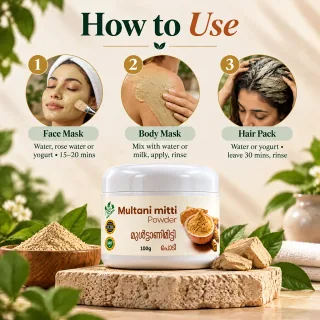 How to Use
1
2
3
Face Mask
Water, rose water or
yogurt • 15–20 mins
Body Mask
Mix with water or
milk, apply, rinse
Hair Pack
Water or yogurt •
leave 30 mins, rinse
Multani mitti
Powder
മുൾട്ടാണിമിട്ടി
100g
പൊടി